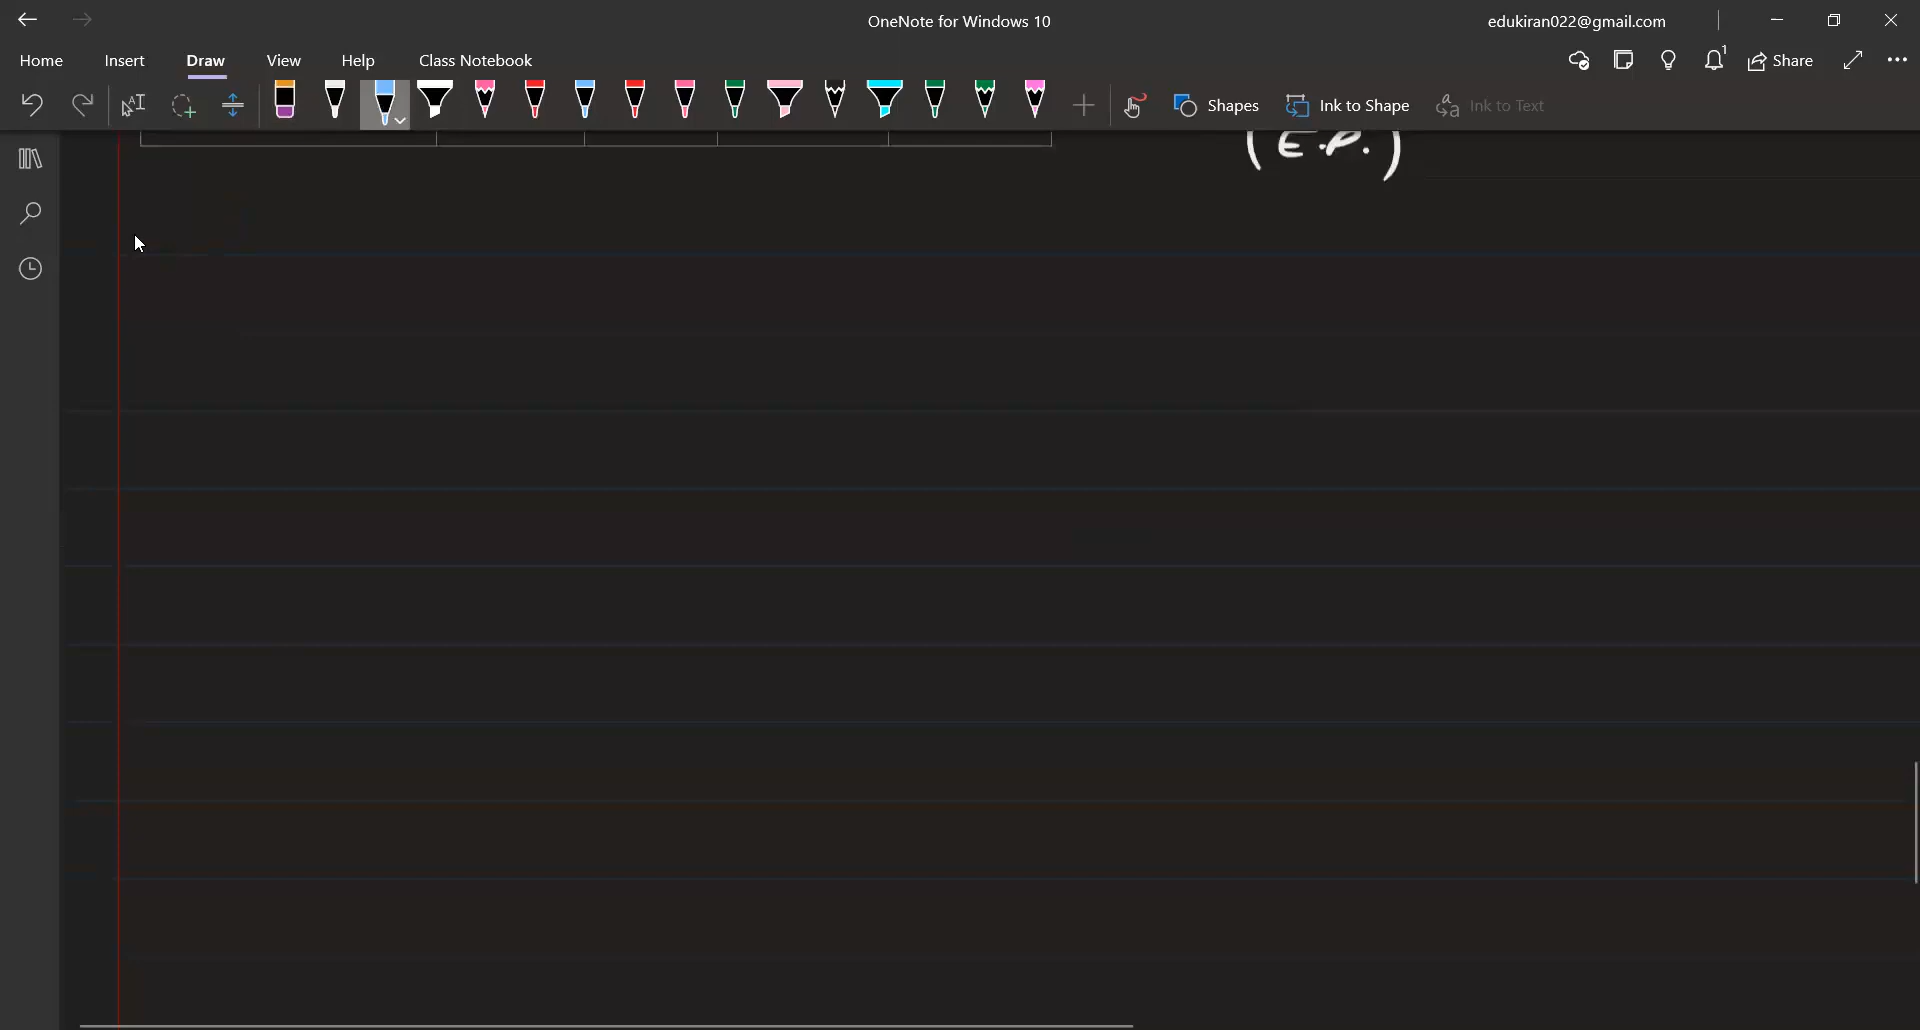 OneNote for Windows 10
edukiran022@gmail.com
Home Insert Draw View Help Class Notebook
1
Share
Shapes
Ink to Shape
Ink to Text
(E.P.)